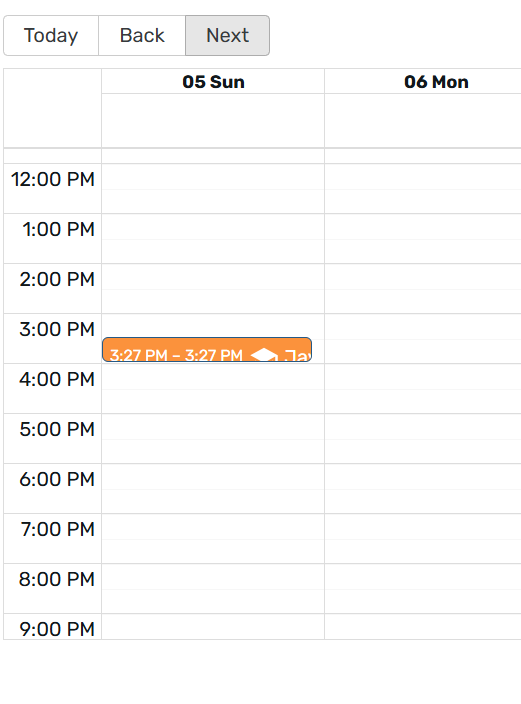 Today Back Next
05 Sun 06 Mon
12:00 PM
1:00 PM
2:00 PM
3:00 PM
3:27 PM – 3:27 PM
4:00 PM
5:00 PM
6:00 PM
7:00 PM
8:00 PM
9:00 PM